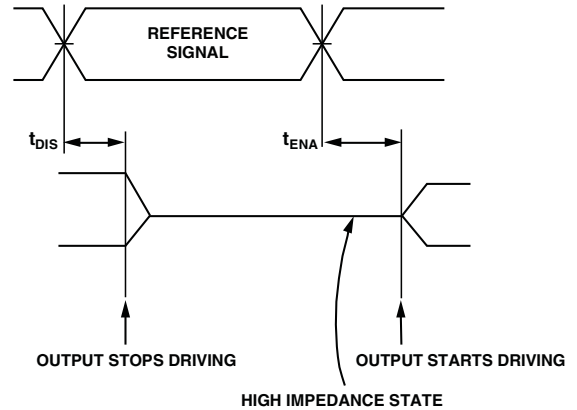 REFERENCE
SIGNAL
tDIS
tENA
OUTPUT STOPS DRIVING
OUTPUT STARTS DRIVING
HIGH IMPEDANCE STATE